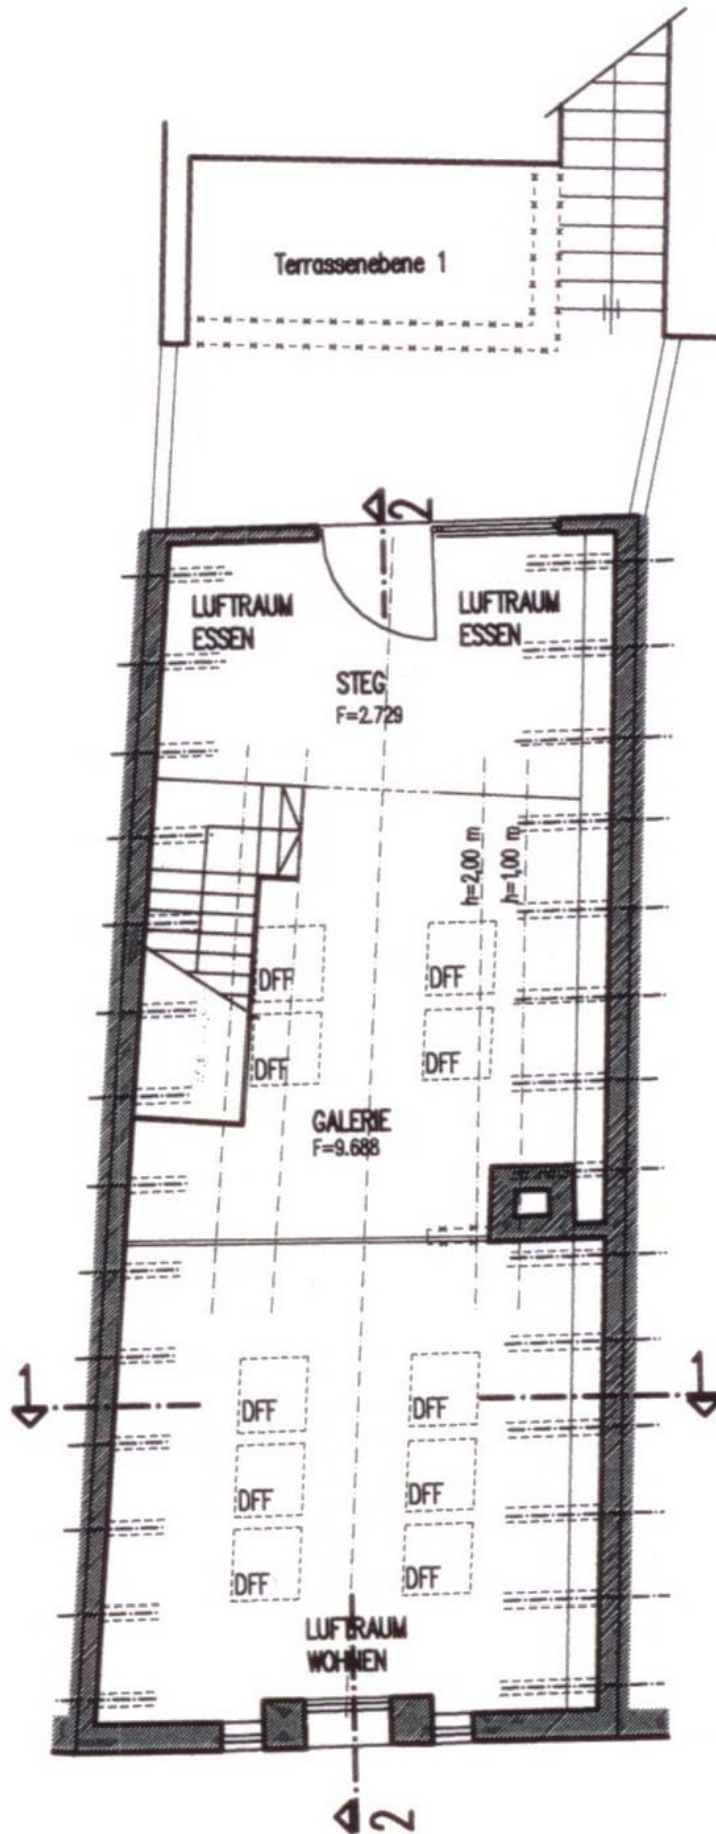 Terrassenebene 1
2
LUFTRAUM
ESSEN
LUFTRAUM
ESSEN
STEG
F=2.729
h=2,00 m
h=1,00 m
DFF
DFF
DFF
DFF
GALERIE
F=9.688
1
1
DFF
DFF
DFF
DFF
DFF
DFF
LUFTRAUM
WOHNEN
2